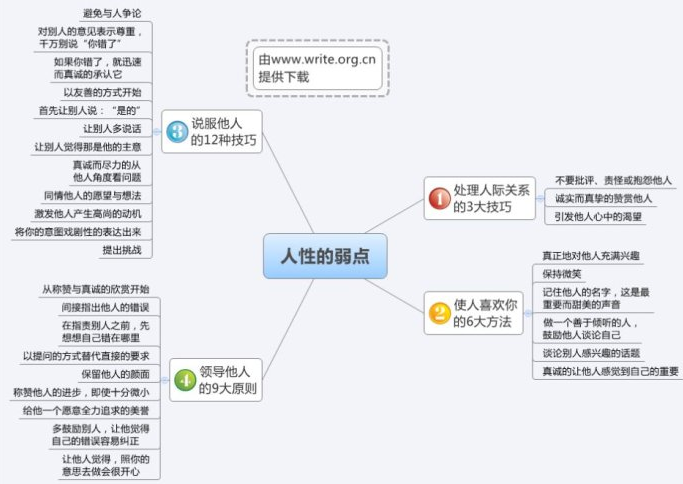 人性的弱点
由www.write.org.cn
提供下载
1
处理人际关系
的3大技巧
不要批评、责怪或抱怨他人
诚实而真挚的赞赏他人
引发他人心中的渴望
2
使人喜欢你
的6大方法
真正地对他人充满兴趣
保持微笑
记住他人的名字，这是最
重要而甜美的声音
做一个善于倾听的人，
鼓励他人谈论自己
谈论别人感兴趣的话题
真诚的让他人感觉到自己的重要
3
说服他人
的12种技巧
避免与人争论
对别人的意见表示尊重，
千万别说“你错了”
如果你错了，就迅速
而真诚的承认它
以友善的方式开始
首先让别人说：“是的”
让别人多说话
让别人觉得那是他的主意
真诚而尽力的从
他人角度看问题
同情他人的愿望与想法
激发他人产生高尚的动机
将你的意图戏剧性的表达出来
提出挑战
4
领导他人
的9大原则
从称赞与真诚的欣赏开始
间接指出他人的错误
在指责别人之前，先
想想自己错在哪里
以提问的方式替代直接的要求
保留他人的颜面
称赞他人的进步，即使十分微小
给他一个愿意全力追求的美誉
多鼓励别人，让他觉得
自己的错误容易纠正
让他人觉得，照你的
意思去做会很开心